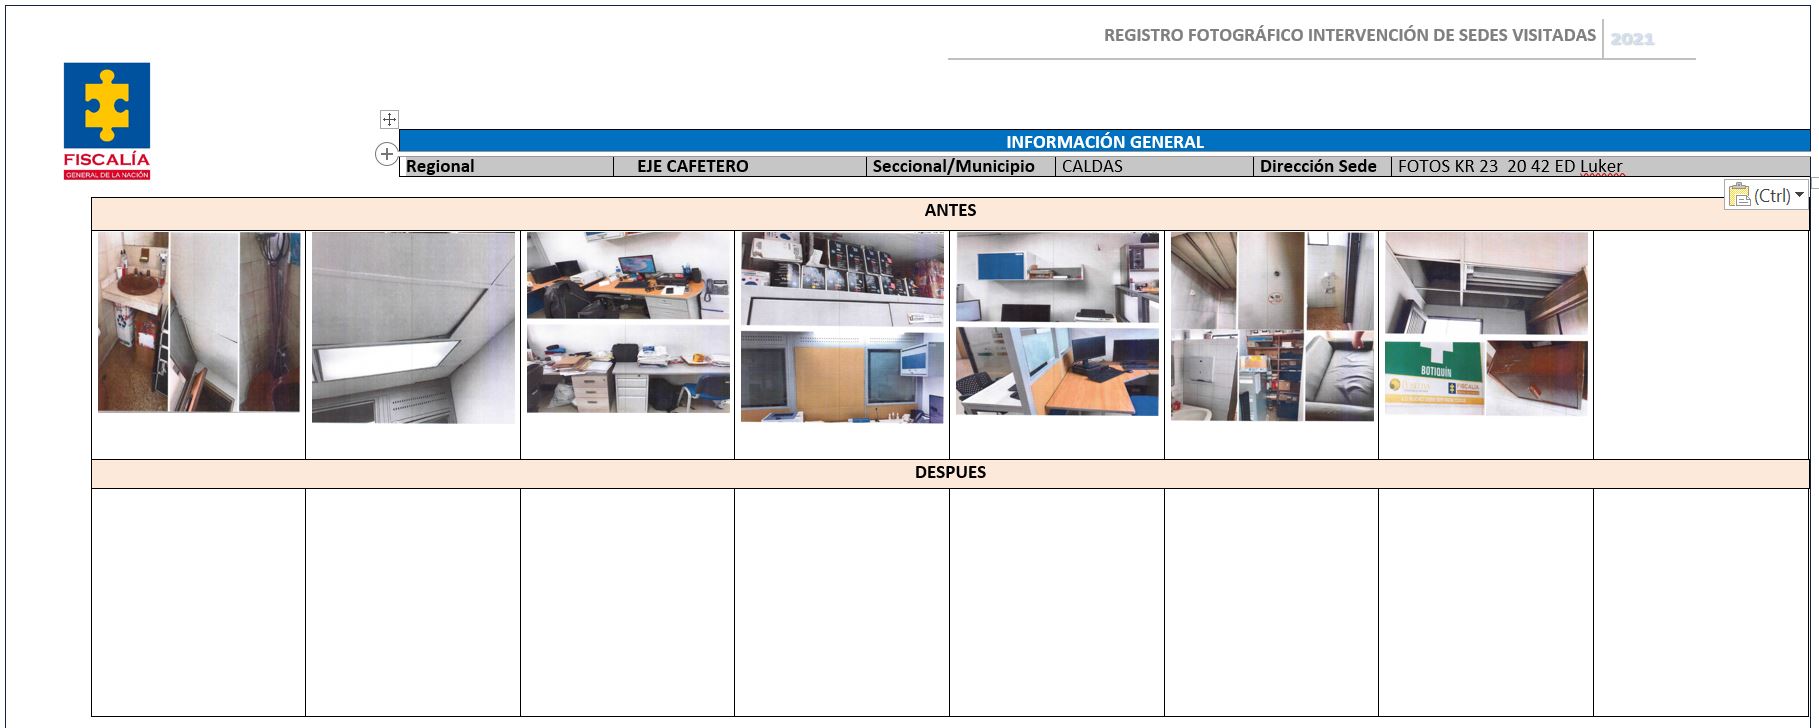 REGISTRO FOTOGRÁFICO INTERVENCIÓN DE SEDES VISITADAS 2021
FISCALÍA
GENERAL DE LA NACIÓN
INFORMACIÓN GENERAL
Regional EJE CAFETERO Seccional/Municipio CALDAS Dirección Sede FOTOS KR 23 20 42 ED Luker
(Ctrl)
ANTES
BOTIQUÍN
FISCALÍA
DESPUES